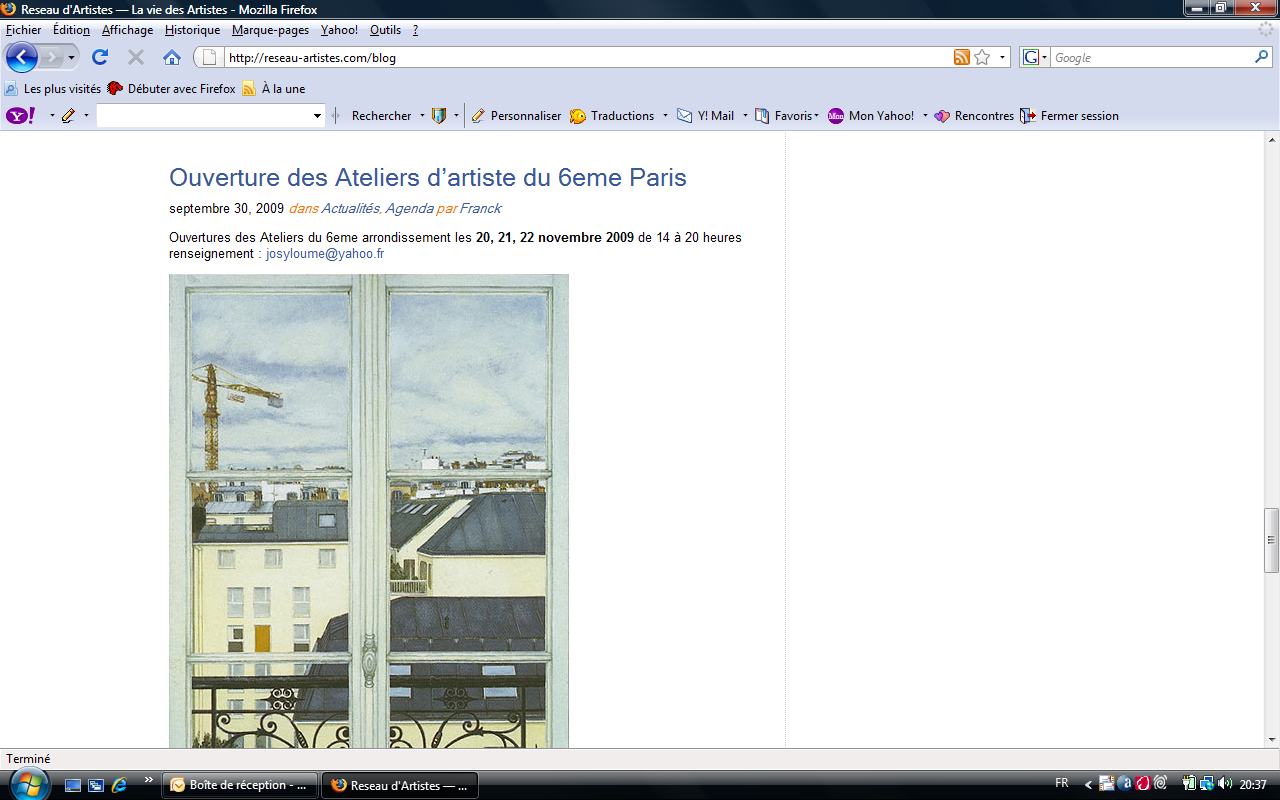 Reseau d'Artistes — La vie des Artistes - Mozilla Firefox
Fichier Édition Affichage Historique Marque-pages Yahoo! Outils ?
http://reseau-artistes.com/blog
Google
Les plus visités Débuter avec Firefox À la une
Y! Rechercher Personnaliser Traductions Y! Mail Favoris Mon Yahoo! Rencontres Fermer session
Ouverture des Ateliers d’artiste du 6eme Paris
septembre 30, 2009 dans Actualités, Agenda par Franck
Ouvertures des Ateliers du 6eme arrondissement les 20, 21, 22 novembre 2009 de 14 à 20 heures
renseignement : josyloume@yahoo.fr
Terminé
Boîte de réception - ... Reseau d'Artistes — ... FR 20:37